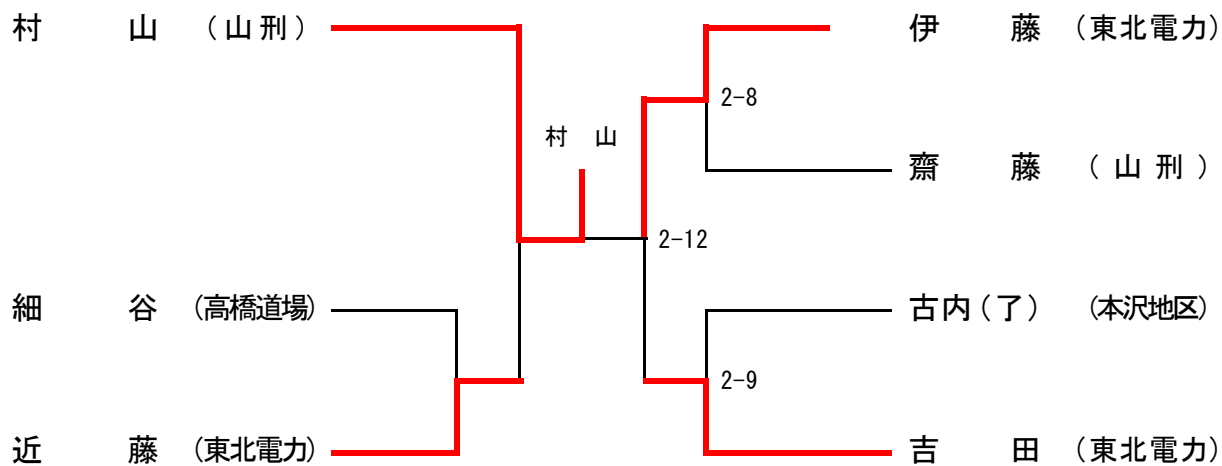 村山 (山刑)
伊藤 (東北電力)
2-8
村山
齋藤 (山刑)
2-12
細谷 (高橋道場)
古内(了) (本沢地区)
2-9
近藤 (東北電力)
吉田 (東北電力)